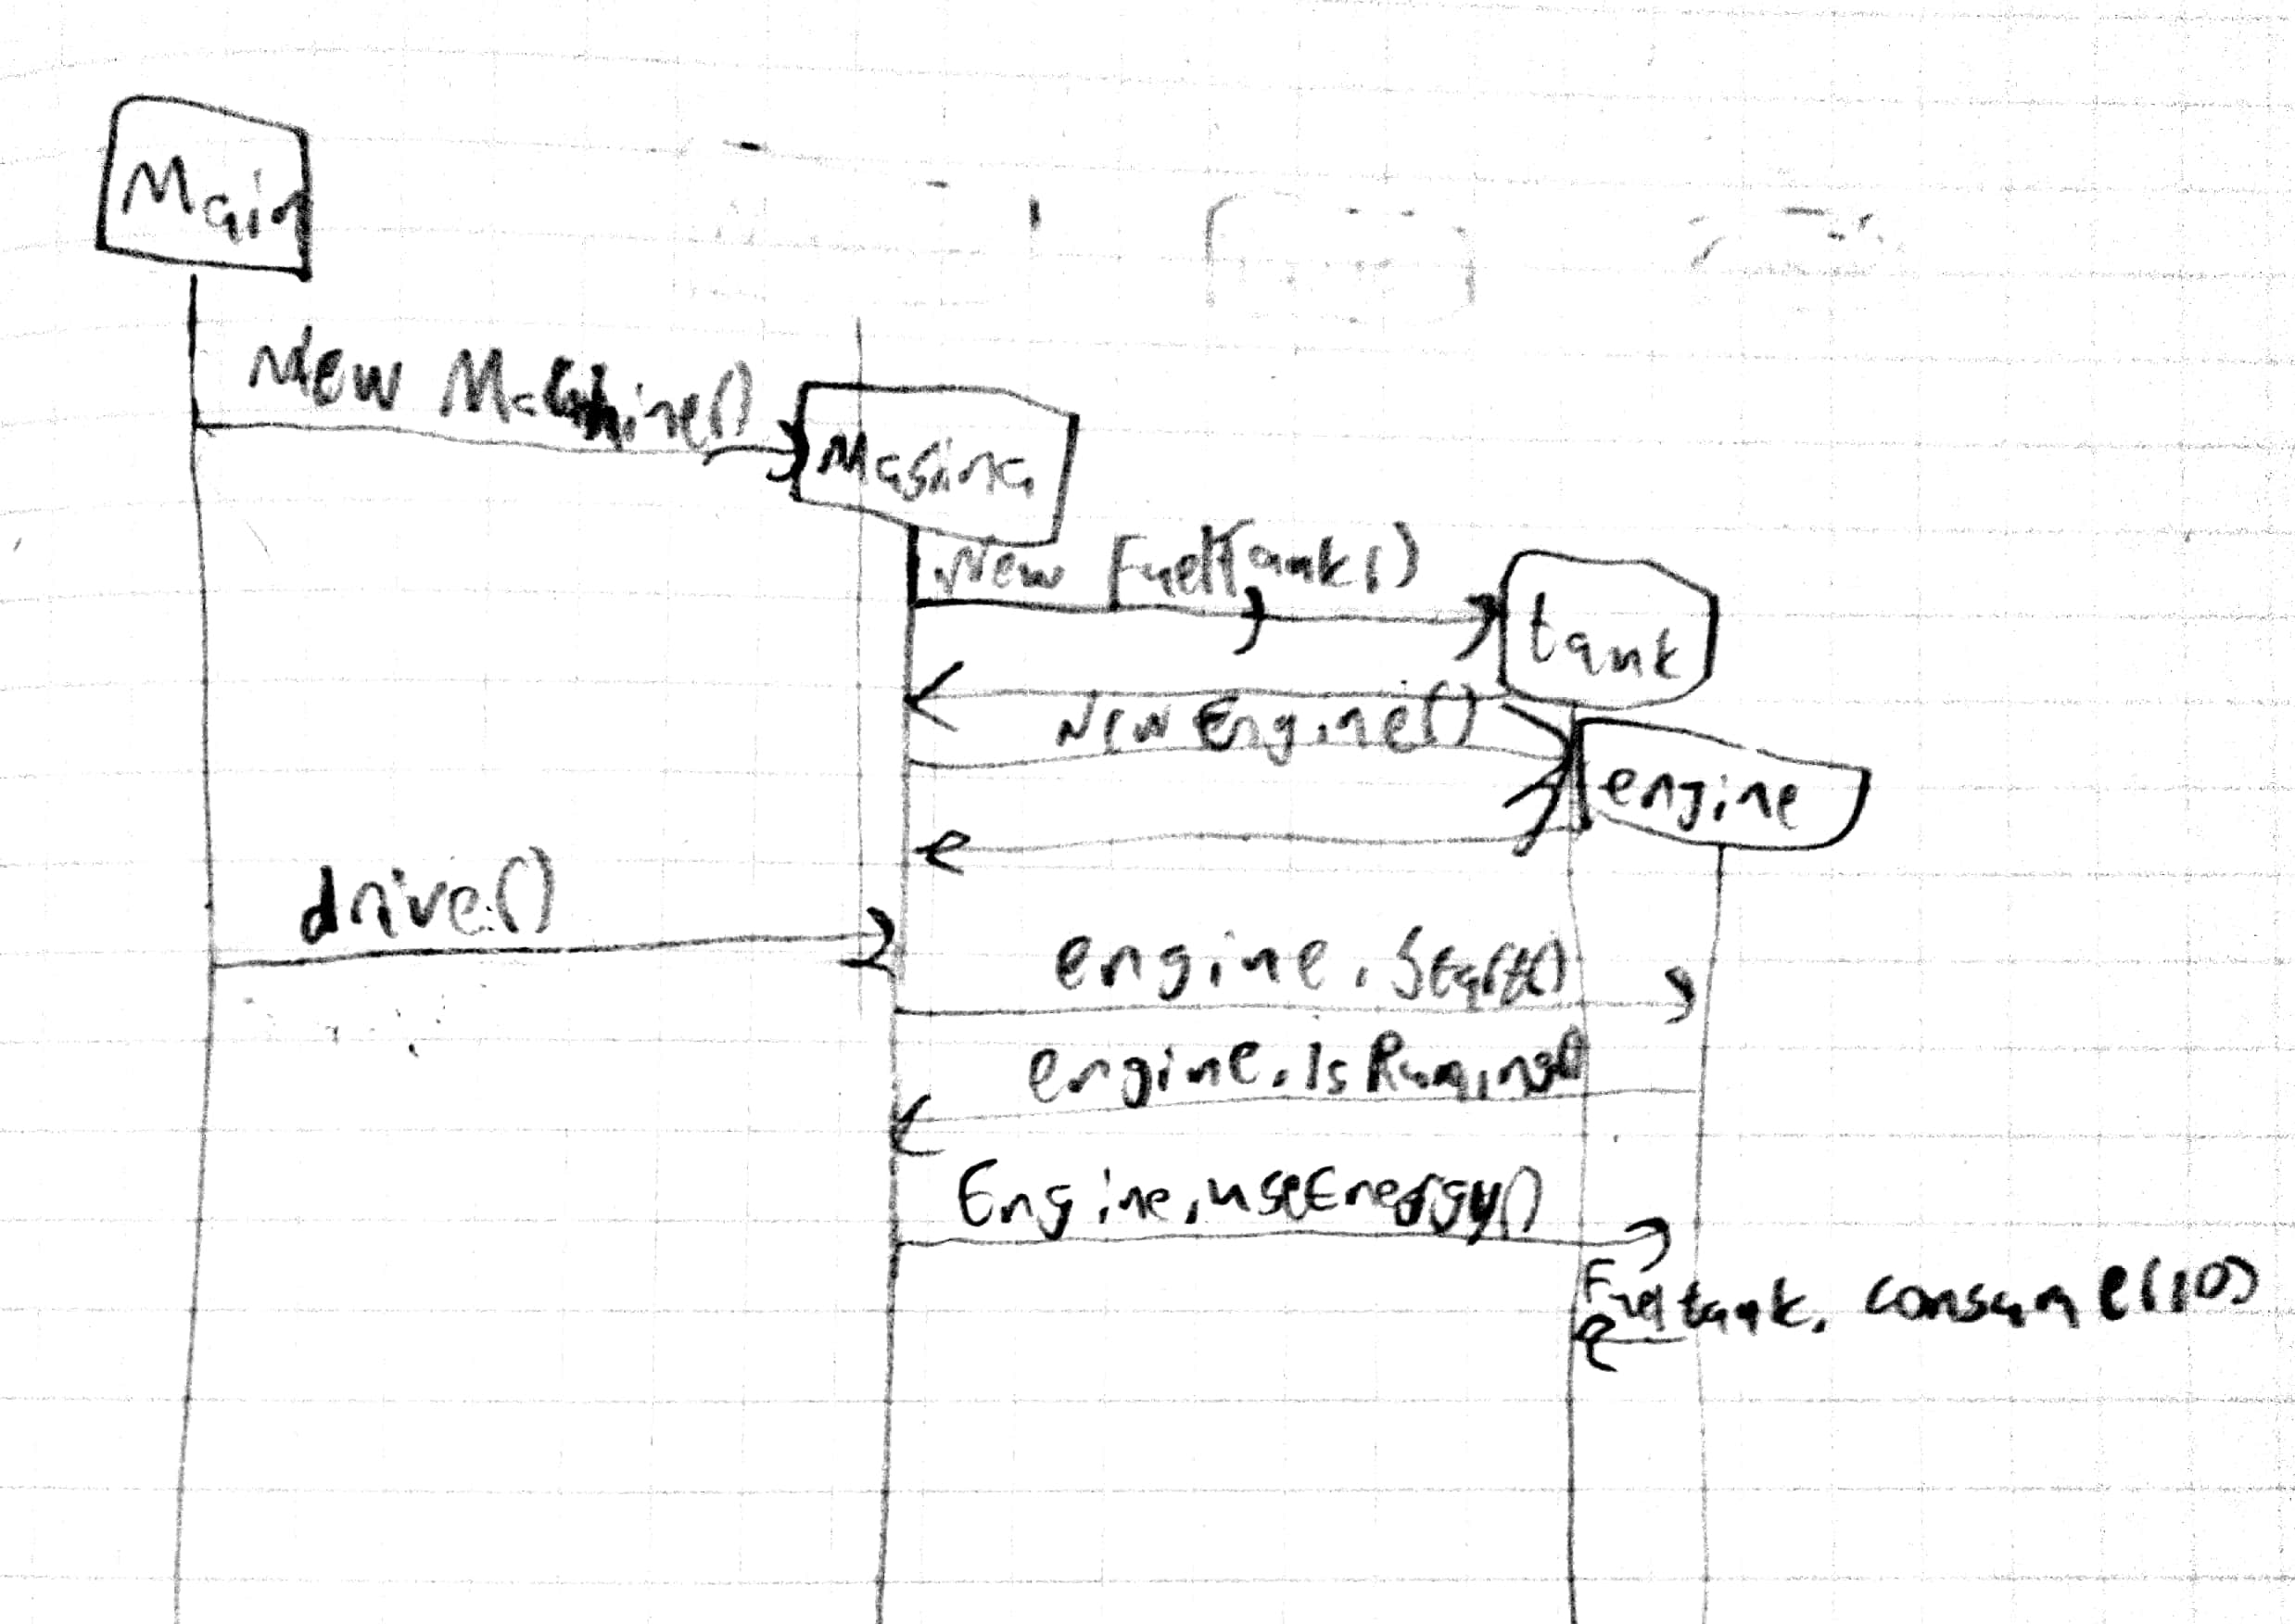 Main
New Machine()
Masina
New FuelTank()
tank
New Engine()
engine
drive()
engine.start()
engine.isRuning()
Engine.useEnergy()
Fueltank.consume(10)